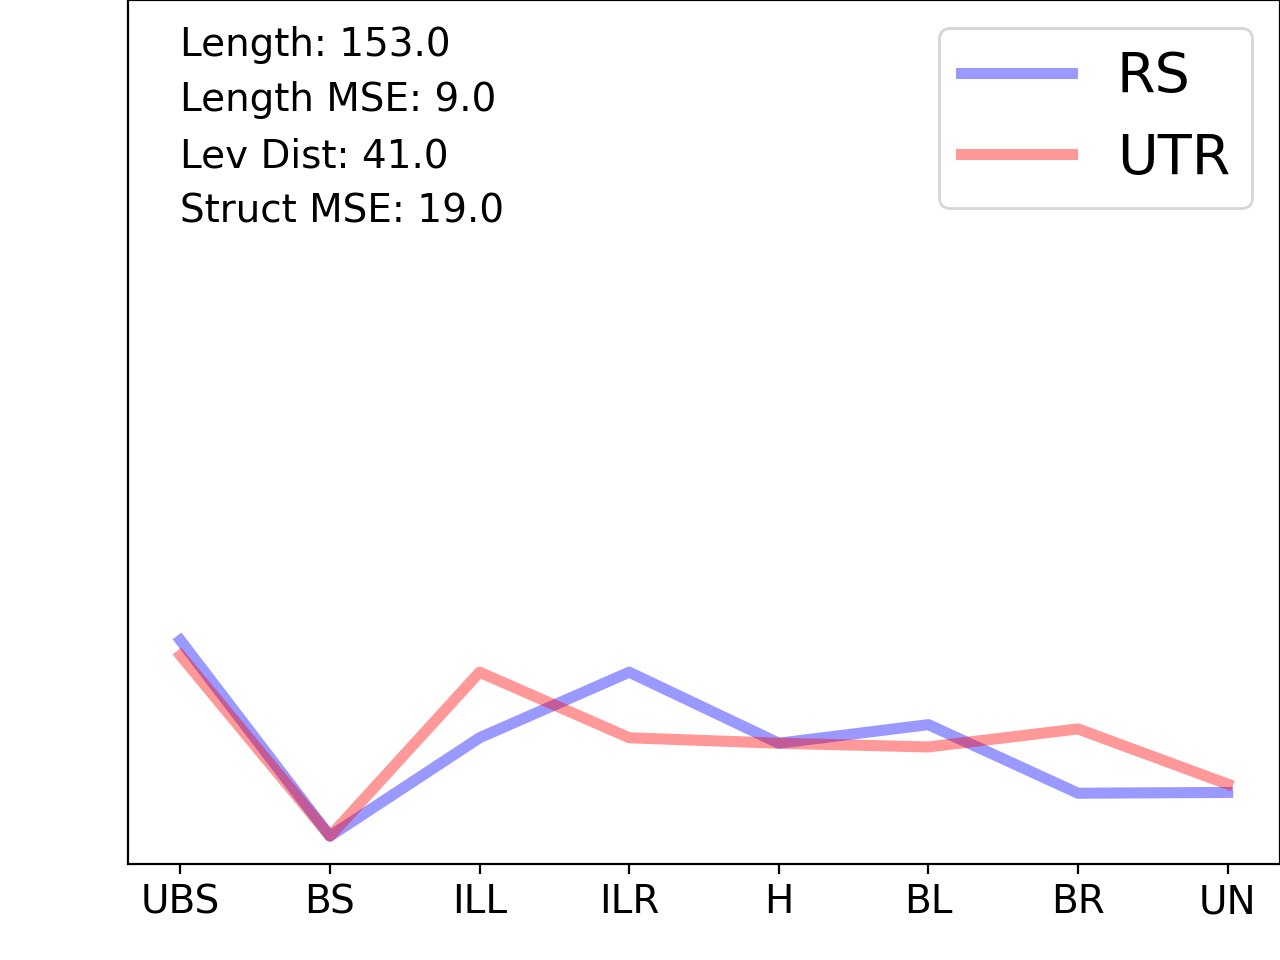 Length: 153.0
Length MSE: 9.0
Lev Dist: 41.0
Struct MSE: 19.0
RS
UTR
UBS BS ILL ILR H BL BR UN